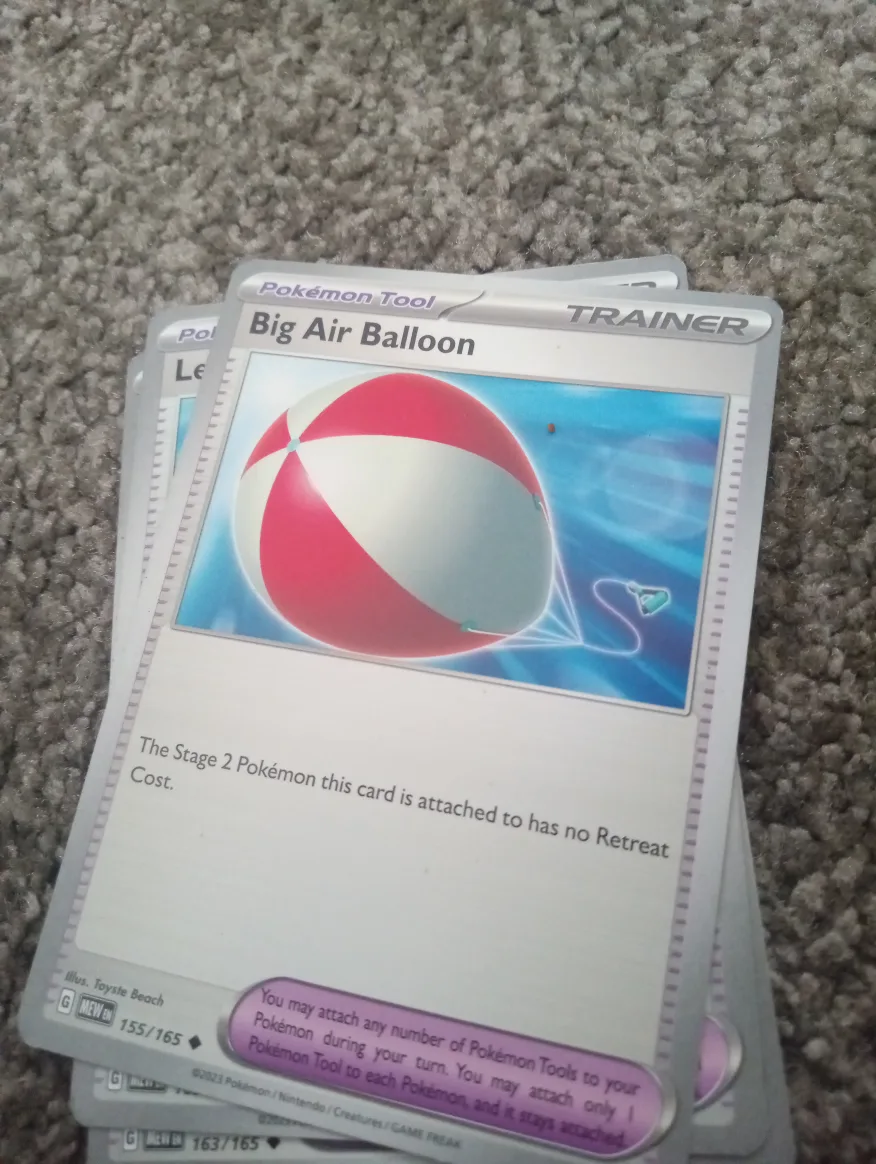 Pokémon Tool
TRAINER
Big Air Balloon
The Stage 2 Pokémon this card is attached to has no Retreat
Cost.
Illus. Toyste Beach
G MEW EN 155/165
You may attach any number of Pokémon Tools to your
Pokémon during your turn. You may attach only 1
Pokémon Tool to each Pokémon, and it stays attached.
©2023 Pokémon / Nintendo / Creatures / GAME FREAK
Po
Le
G
G
163/165